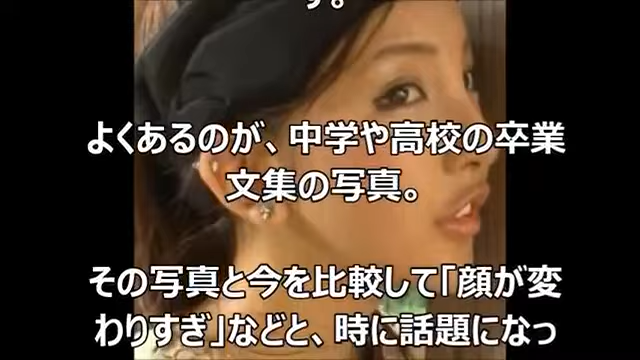 す。
よくあるのが、中学や高校の卒業
文集の写真。
その写真と今を比較して「顔が変
わりすぎ」などと、時に話題になっ